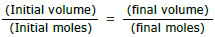 (Initial volume) = (final volume)
(Initial moles) (final moles)